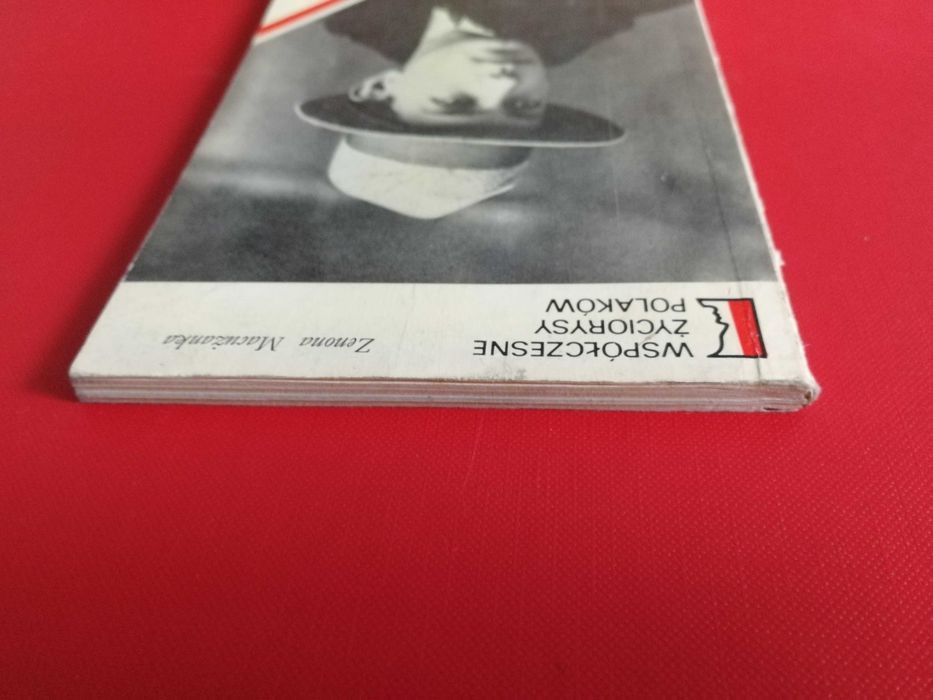 WSPÓŁCZESNE
ŻYCIORYSY
POLAKÓW
Zenona Macużanka